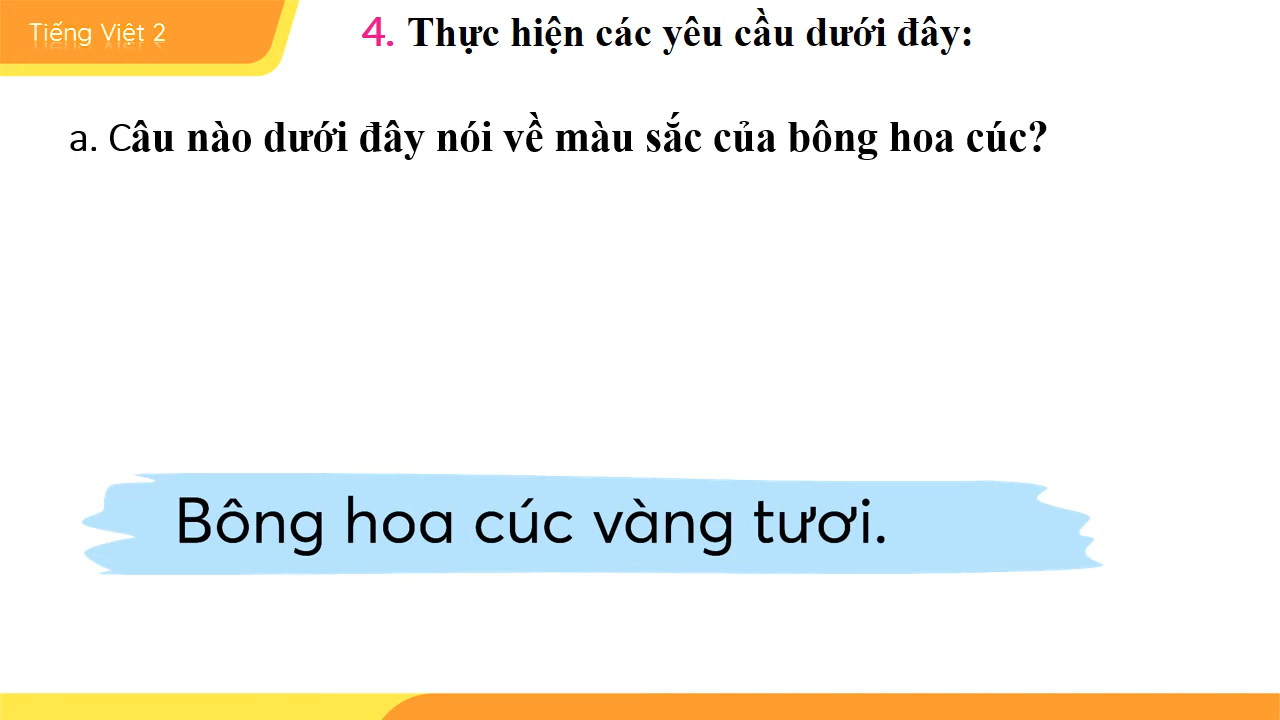 Tiếng Việt 2
4. Thực hiện các yêu cầu dưới đây:
a. Câu nào dưới đây nói về màu sắc của bông hoa cúc?
Bông hoa cúc vàng tươi.